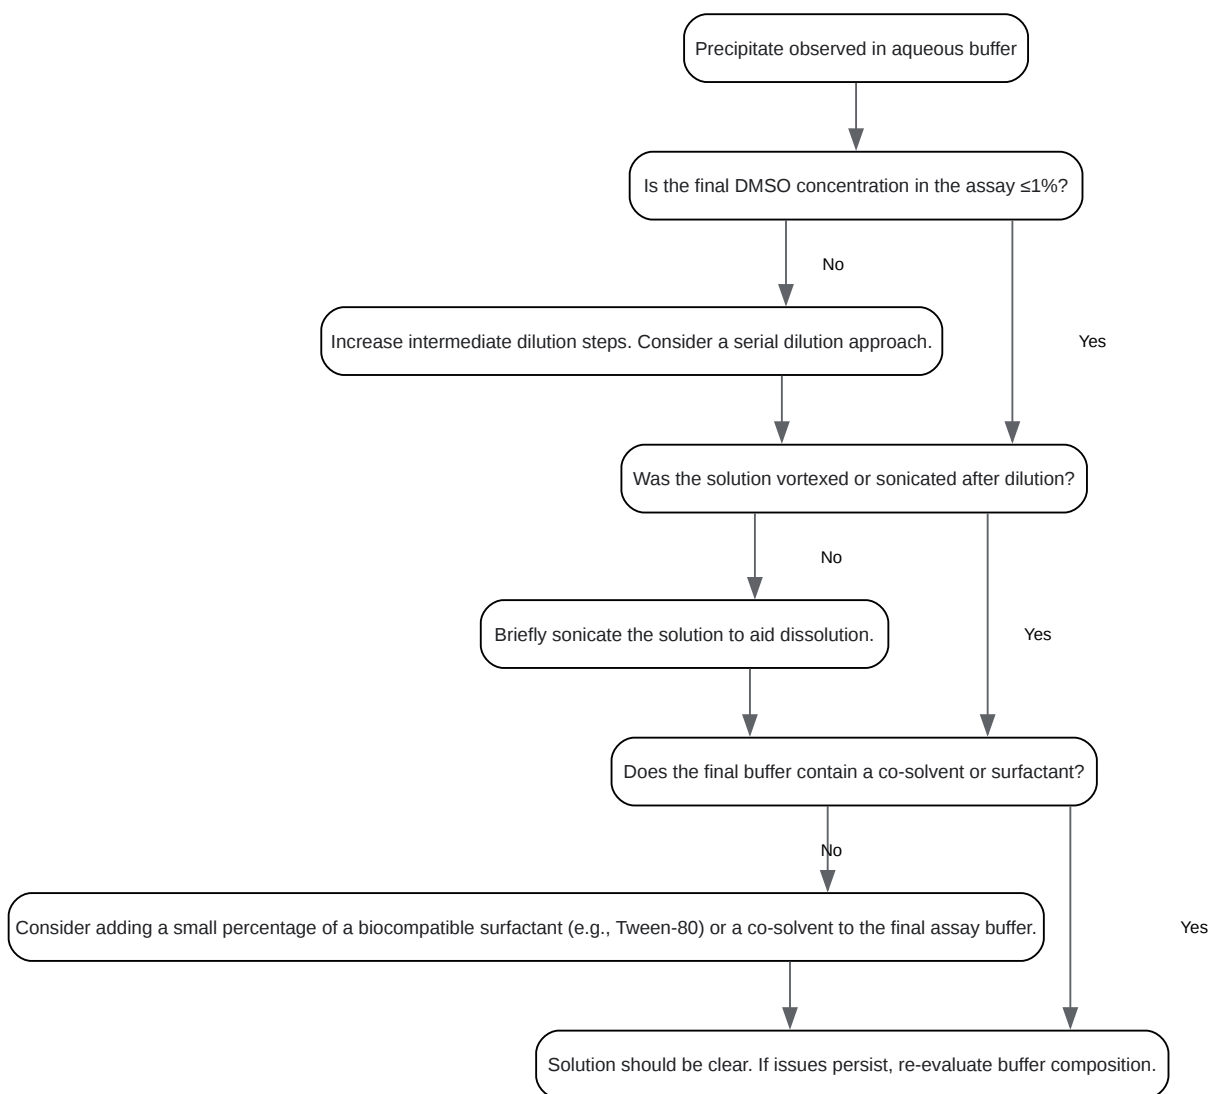 Precipitate observed in aqueous buffer
Is the final DMSO concentration in the assay ≤1%?
No
Increase intermediate dilution steps. Consider a serial dilution approach.
Yes
Was the solution vortexed or sonicated after dilution?
No
Briefly sonicate the solution to aid dissolution.
Yes
Does the final buffer contain a co-solvent or surfactant?
No
Consider adding a small percentage of a biocompatible surfactant (e.g., Tween-80) or a co-solvent to the final assay buffer.
Yes
Solution should be clear. If issues persist, re-evaluate buffer composition.